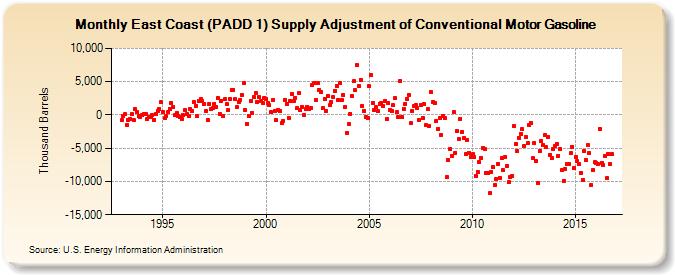 Monthly East Coast (PADD 1) Supply Adjustment of Conventional Motor Gasoline
Thousand Barrels
10,000
5,000
0
-5,000
-10,000
-15,000
1995 2000 2005 2010 2015
Source: U.S. Energy Information Administration